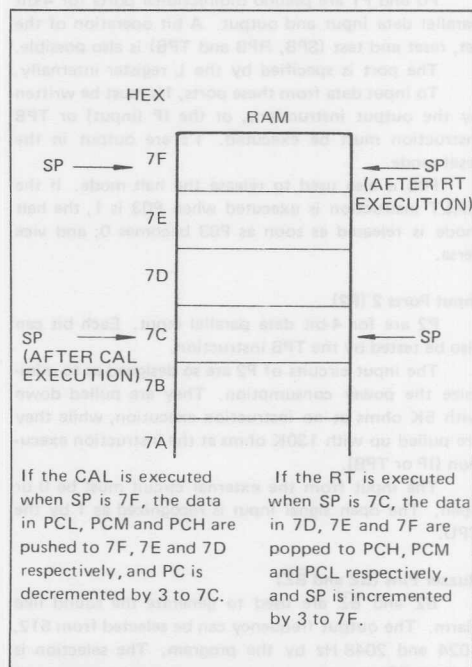 HEX RAM
SP 7F SP
(AFTER RT
EXECUTION)
7E
7D
SP 7C SP
(AFTER CAL
EXECUTION) 7B
7A
If the CAL is executed
when SP is 7F, the data
in PCL, PCM and PCH are
pushed to 7F, 7E and 7D
respectively, and PC is
decremented by 3 to 7C.
If the RT is executed
when SP is 7C, the data
in 7D, 7E and 7F are
popped to PCH, PCM
and PCL respectively,
and SP is incremented
by 3 to 7F.